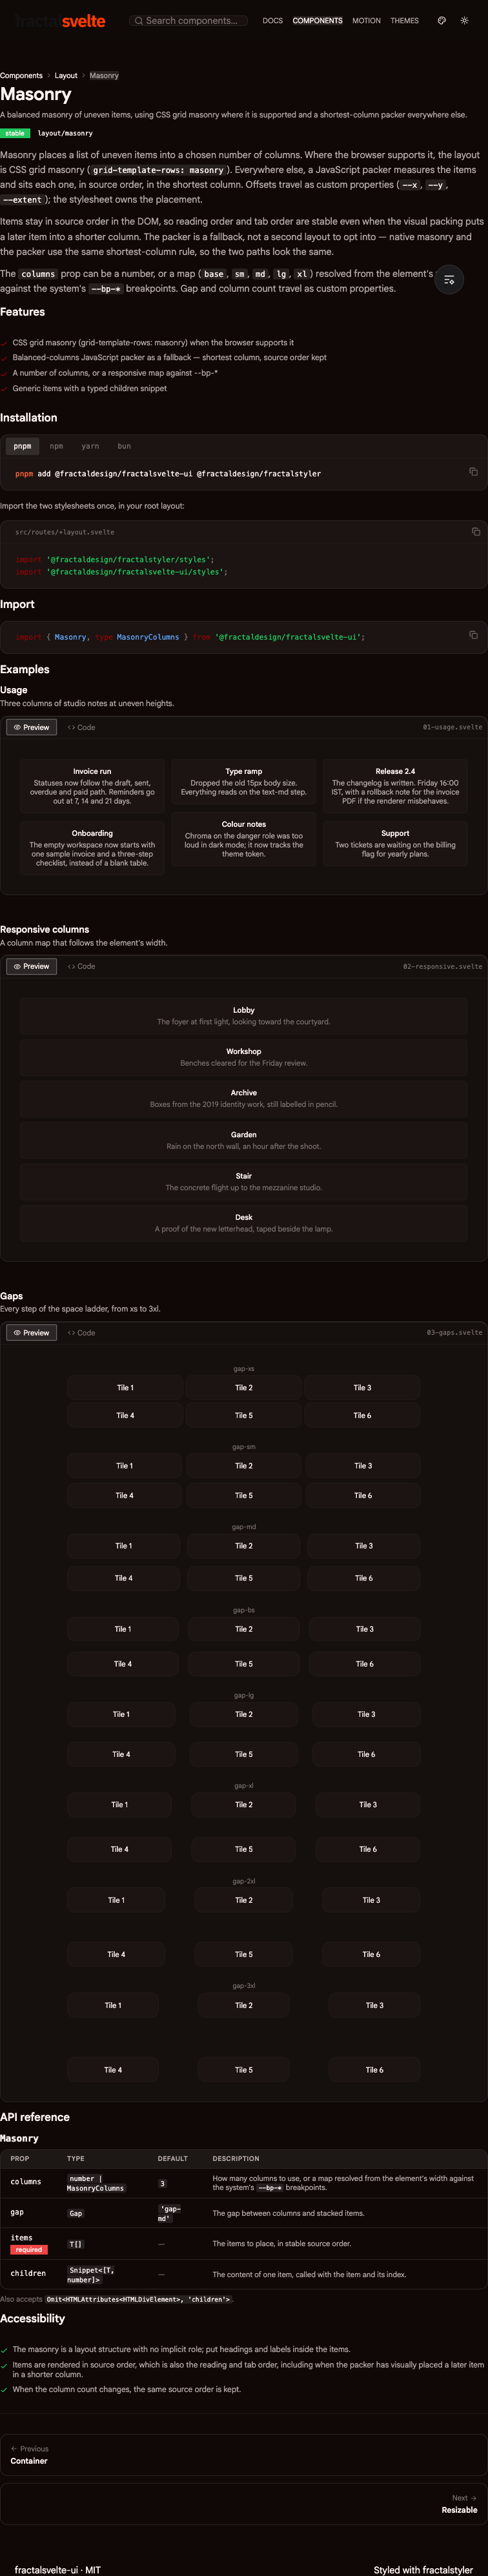 fractalsvelte
Search components...
DOCS
COMPONENTS
MOTION
THEMES
Components > Layout > Masonry
Masonry
A balanced masonry of uneven items, using CSS grid masonry where it is supported and a shortest-column packer everywhere else.
stable layout/masonry
Masonry places a list of uneven items into a chosen number of columns. When the browser supports it, the layout
is CSS grid masonry ( grid-template-rows: masonry ). Everywhere else, a JavaScript packer measures the items
and sits each one, in source order, in the shortest column. Offsets travel as custom properties ( --x , --y ,
--extent ); the stylesheet owns the placement.
Items stay in source order in the DOM, so reading order and tab order are stable even when the visual packing puts
a later item into a shorter column. The packer is a fallback, not a second layout to opt into — native masonry and
the packer use the same shortest-column rule, so the two paths look the same.
The columns prop can be a number, or a map ( base , sm , md , lg , xl ) resolved from the element's
against the system's --bp-* breakpoints. Gap and column count travel as custom properties.
Features
CSS grid masonry (grid-template-rows: masonry) when the browser supports it
Balanced-columns JavaScript packer as a fallback — shortest column, source order kept
A number of columns, or a responsive map against --bp-*
Generic items with a typed children snippet
Installation
pnpm npm yarn bun
pnpm add @fractaldesign/fractalsvelte-ui @fractaldesign/fractalstyler
Import the two stylesheets once, in your root layout:
src/routes/+layout.svelte
import '@fractaldesign/fractalstyler/styles';
import '@fractaldesign/fractalsvelte-ui/styles';
Import
import { Masonry, type MasonryColumns } from '@fractaldesign/fractalsvelte-ui';
Examples
Usage
Three columns of studio notes at uneven heights.
Preview Code 01-usage.svelte
Invoice run
Statuses now follow the draft, sent,
overdue and paid path. Reminders go
out at 7, 14 and 21 days.
Type ramp
Dropped the old 15px body size.
Everything reads on the text-md step.
Release 2.4
The changelog is written. Friday 16:00
IST, with a rollback note for the invoice
PDF if the renderer misbehaves.
Onboarding
The empty workspace now starts with
one sample invoice and a three-step
checklist, instead of a blank table.
Colour notes
Chroma on the danger role was too
loud in dark mode; it now tracks the
theme token.
Support
Two tickets are waiting on the billing
flag for yearly plans.
Responsive columns
A column map that follows the element's width.
Preview Code 02-responsive.svelte
Lobby
The foyer at first light, looking toward the courtyard.
Workshop
Benches cleared for the Friday review.
Archive
Boxes from the 2019 identity work, still labelled in pencil.
Garden
Rain on the north wall, an hour after the shoot.
Stair
The concrete flight up to the mezzanine studio.
Desk
A proof of the new letterhead, taped beside the lamp.
Gaps
Every step of the space ladder, from xs to 3xl.
Preview Code 03-gaps.svelte
gap-xs
Tile 1 Tile 2 Tile 3
Tile 4 Tile 5 Tile 6
gap-sm
Tile 1 Tile 2 Tile 3
Tile 4 Tile 5 Tile 6
gap-md
Tile 1 Tile 2 Tile 3
Tile 4 Tile 5 Tile 6
gap-bs
Tile 1 Tile 2 Tile 3
Tile 4 Tile 5 Tile 6
gap-lg
Tile 1 Tile 2 Tile 3
Tile 4 Tile 5 Tile 6
gap-xl
Tile 1 Tile 2 Tile 3
Tile 4 Tile 5 Tile 6
gap-2xl
Tile 1 Tile 2 Tile 3
Tile 4 Tile 5 Tile 6
gap-3xl
Tile 1 Tile 2 Tile 3
Tile 4 Tile 5 Tile 6
API reference
Masonry
PROP TYPE DEFAULT DESCRIPTION
columns number | MasonryColumns 3 How many columns to use, or a map resolved from the element's width against the system's --bp-* breakpoints.
gap Gap 'gap-md' The gap between columns and stacked items.
items required T[] — The items to place, in stable source order.
children Snippet<[T, number]> — The content of one item, called with the item and its index.
Also accepts Omit<HTMLAttributes<HTMLDivElement>, 'children'> .
Accessibility
The masonry is a layout structure with no implicit role; put headings and labels inside the items.
Items are rendered in source order, which is also the reading and tab order, including when the packer has visually placed a later item
in a shorter column.
When the column count changes, the same source order is kept.
← Previous
Container
Next →
Resizable
fractalsvelte-ui · MIT
Styled with fractalstyler